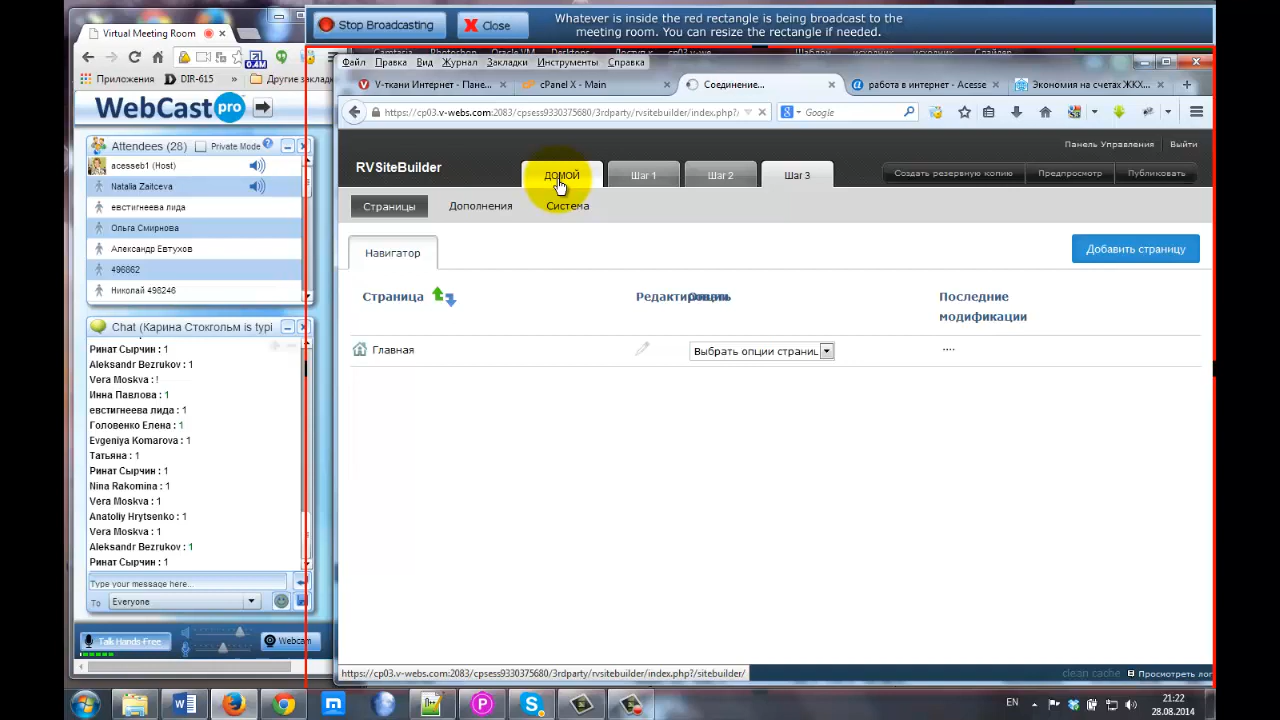 Stop Broadcasting
Close
Whatever is inside the red rectangle is being broadcast to the
meeting room. You can resize the rectangle if needed.
Virtual Meeting Room
Приложения
DIR-615
»
Другие закладк
WebCast pro
Attendees (28)
Private Mode
acesseb1 (Host)
Natalia Zaitceva
евстигнеева лида
Ольга Смирнова
Александр Евтухов
496862
Николай 498246
Chat (Карина Стокгольм is typi
Ринат Сырчин : 1
Aleksandr Bezrukov : 1
Vera Moskva : !
Инна Павлова : 1
евстигнеева лида : 1
Головенко Елена : 1
Evgeniya Komarova : 1
Татьяна : 1
Ринат Сырчин : 1
Nina Rakomina : 1
Vera Moskva : 1
Anatoliy Hrytsenko : 1
Vera Moskva : 1
Aleksandr Bezrukov : 1
Ринат Сырчин : 1
Type your message here...
To
Everyone
Talk Hands-Free
Webcam
Файл Правка Вид Журнал Закладки Инструменты Справка
V-ткани Интернет - Пане...
cPanel X - Main
Соединение...
работа в интернет - Acesse
Экономия на счетах ЖКХ...
https://cp03.v-webs.com:2083/cpsess9330375680/3rdparty/rvsitebuilder/index.php?/
Google
Панель Управления
Выйти
RVSiteBuilder
ДОМОЙ
Шаг 1
Шаг 2
Шаг 3
Создать резервную копию
Предпросмотр
Публиковать
Страницы
Дополнения
Система
Навигатор
Добавить страницу
Страница
Последние
модификации
Главная
Выбрать опции страниц
....
https://cp03.v-webs.com:2083/cpsess9330375680/3rdparty/rvsitebuilder/index.php?/sitebuilder/
clean cache
Просмотреть лог
EN
21:22
28.08.2014